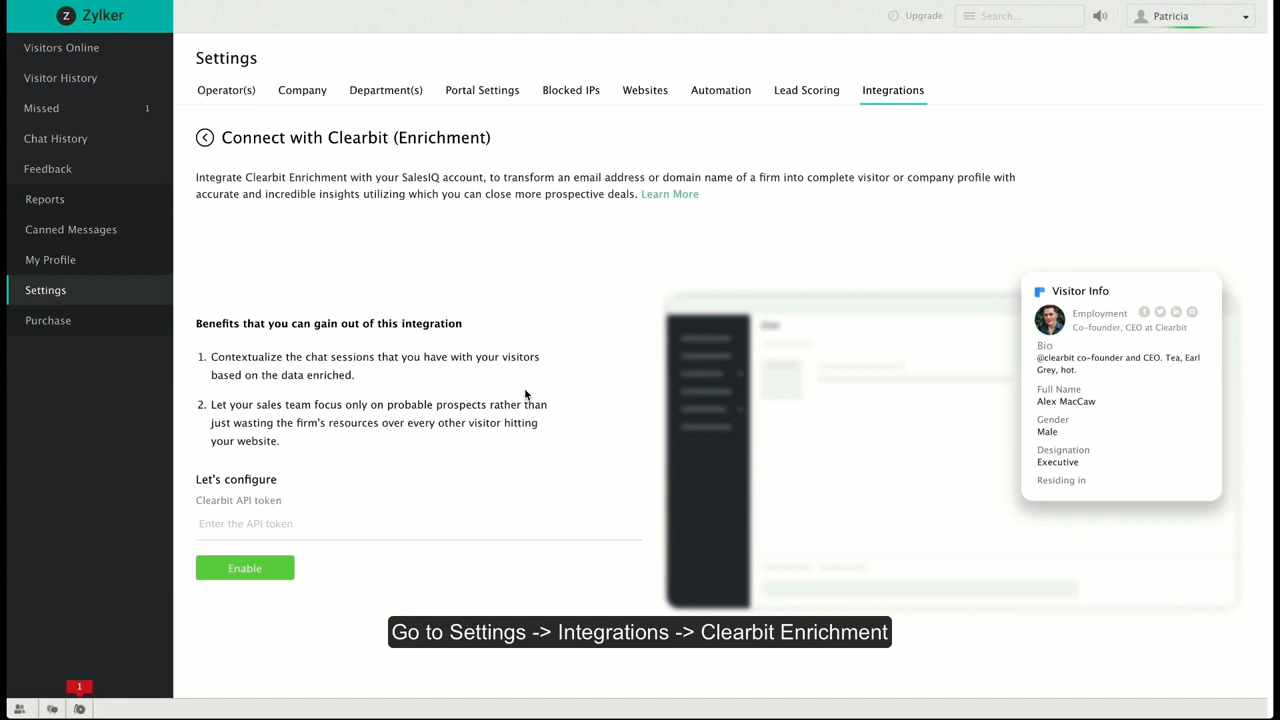 Z Zylker
Upgrade
Search...
Patricia
Visitors Online
Visitor History
Missed 1
Chat History
Feedback
Reports
Canned Messages
My Profile
Settings
Purchase
Settings
Operator(s) Company Department(s) Portal Settings Blocked IPs Websites Automation Lead Scoring Integrations
Connect with Clearbit (Enrichment)
Integrate Clearbit Enrichment with your SalesIQ account, to transform an email address or domain name of a firm into complete visitor or company profile with
accurate and incredible insights utilizing which you can close more prospective deals. Learn More
Benefits that you can gain out of this integration
1. Contextualize the chat sessions that you have with your visitors
based on the data enriched.
2. Let your sales team focus only on probable prospects rather than
just wasting the firm's resources over every other visitor hitting
your website.
Let's configure
Clearbit API token
Enter the API token
Enable
Visitor Info
Employment
Co-founder, CEO at Clearbit
Bio
@clearbit co-founder and CEO. Tea, Earl
Grey, hot.
Full Name
Alex MacCaw
Gender
Male
Designation
Executive
Residing in
Go to Settings -> Integrations -> Clearbit Enrichment
1